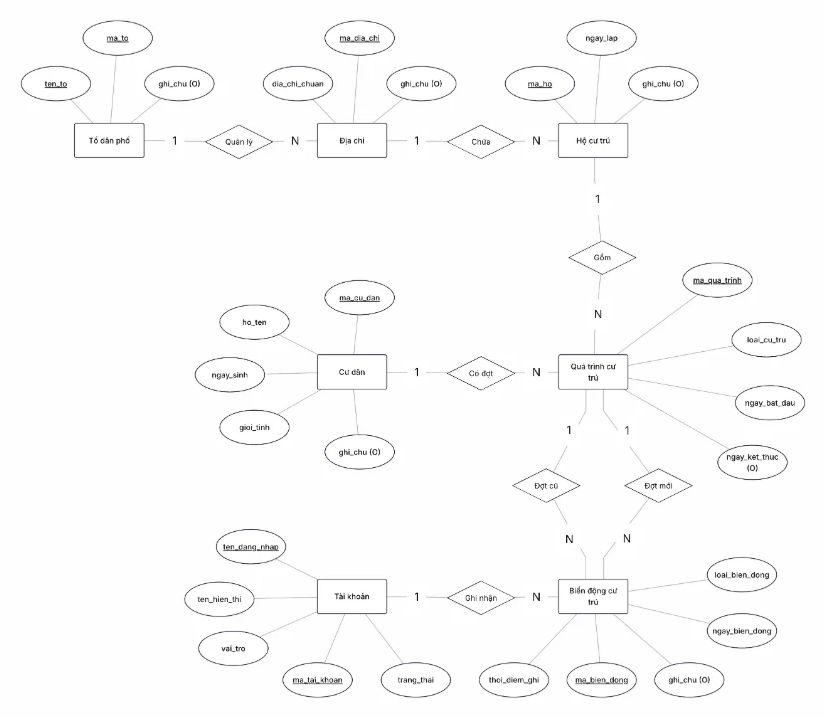 ma_to
ma_dia_chi
ngay_lap
ten_to
ghi_chu (O)
dia_chi_chuan
ghi_chu (O)
ma_ho
ghi_chu (O)
Tổ dân phố
1
Quản lý
N
Địa chỉ
1
Chứa
N
Hộ cư trú
1
Gồm
N
ma_qua_trinh
ma_cu_dan
ho_ten
loai_cu_tru
ngay_sinh
Cư dân
1
Có đợt
N
Quá trình cư
trú
ngay_bat_dau
gioi_tinh
ghi_chu (O)
1
1
ngay_ket_thuc
(O)
Đợt cũ
Đợt mới
N
N
ten_dang_nhap
loai_bien_dong
ten_hien_thi
Tài khoản
1
Ghi nhận
N
Biến động cư
trú
ngay_bien_dong
vai_tro
ma_tai_khoan
trang_thai
thoi_diem_ghi
ma_bien_dong
ghi_chu (O)